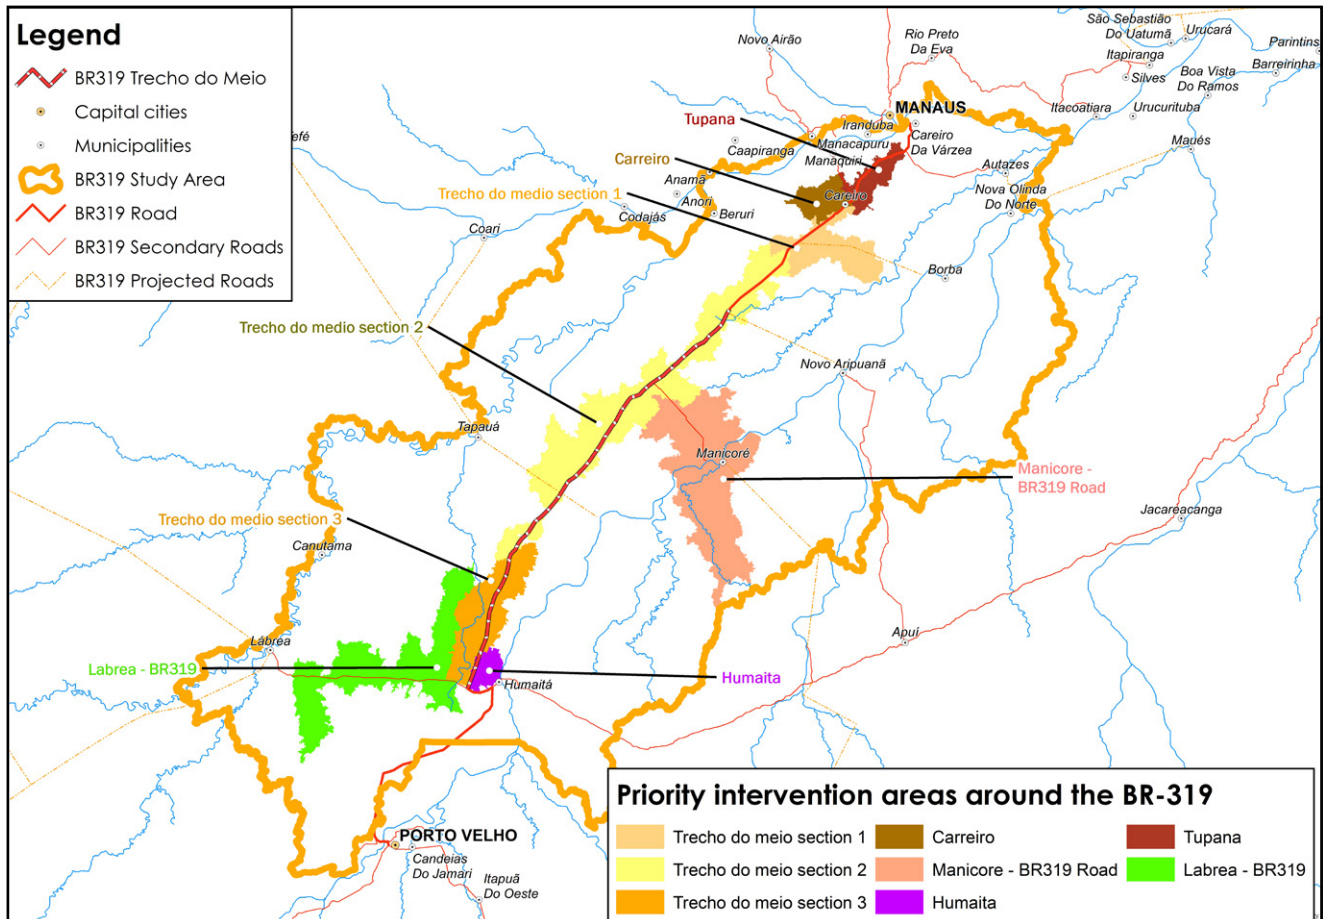 Legend
BR319 Trecho do Meio
Capital cities
Municipalities
BR319 Study Area
BR319 Road
BR319 Secondary Roads
BR319 Projected Roads
São Sebastião
Do Uatumã
Urucará
Parintins
Rio Preto
Da Eva
Novo Airão
Itapiranga
Silves
Boa Vista
Do Ramos
Barreirinha
MANAUS
Itacoatiara
Urucurituba
Tupana
Iranduba
Careiro
Da Várzea
Manacapuru
Caapiranga
Manaquiri
Maués
Carreiro
Autazes
Anamã
Trecho do medio section 1
Anori
Careiro
Nova Olinda
Do Norte
Codajás
Beruri
Coari
Borba
Trecho do medio section 2
Novo Aripuanã
Tapauá
Manicoré
Manicore -
BR319 Road
Jacareacanga
Trecho do medio section 3
Canutama
Apuí
Lábrea
Labrea - BR319
Humaita
Humaitá
PORTO VELHO
Candeias
Do Jamari
Itapuã
Do Oeste
Priority intervention areas around the BR-319
Trecho do meio section 1
Carreiro
Tupana
Trecho do meio section 2
Manicore - BR319 Road
Labrea - BR319
Trecho do meio section 3
Humaita